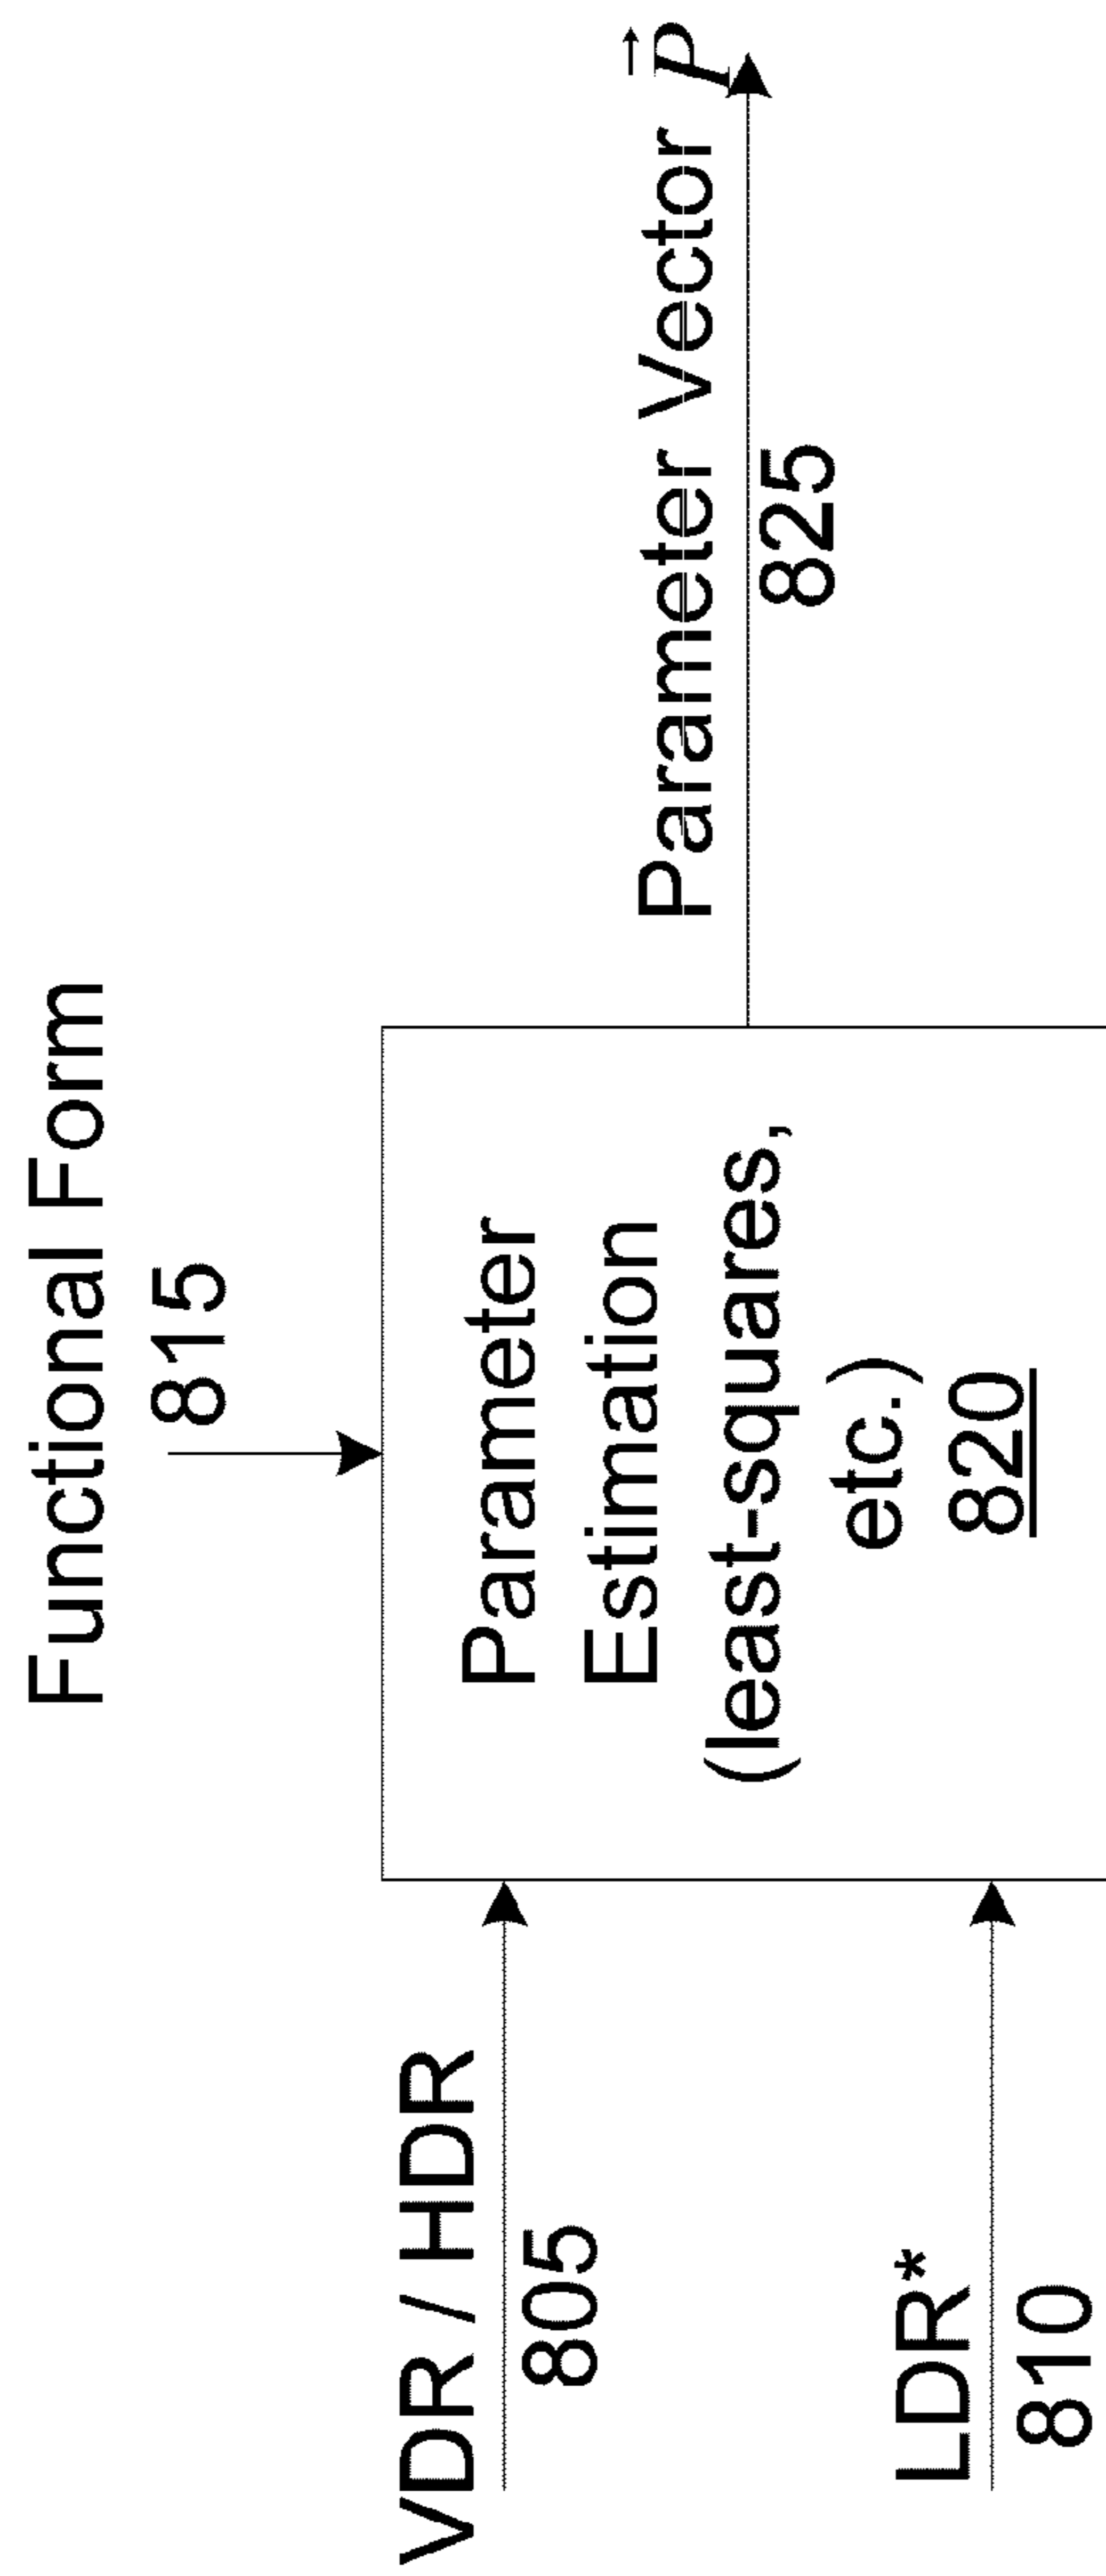 Functional Form
815
VDR / HDR
805
LDR*
810
Parameter
Estimation
(least-squares,
etc.)
820
Parameter Vector P⃗
825